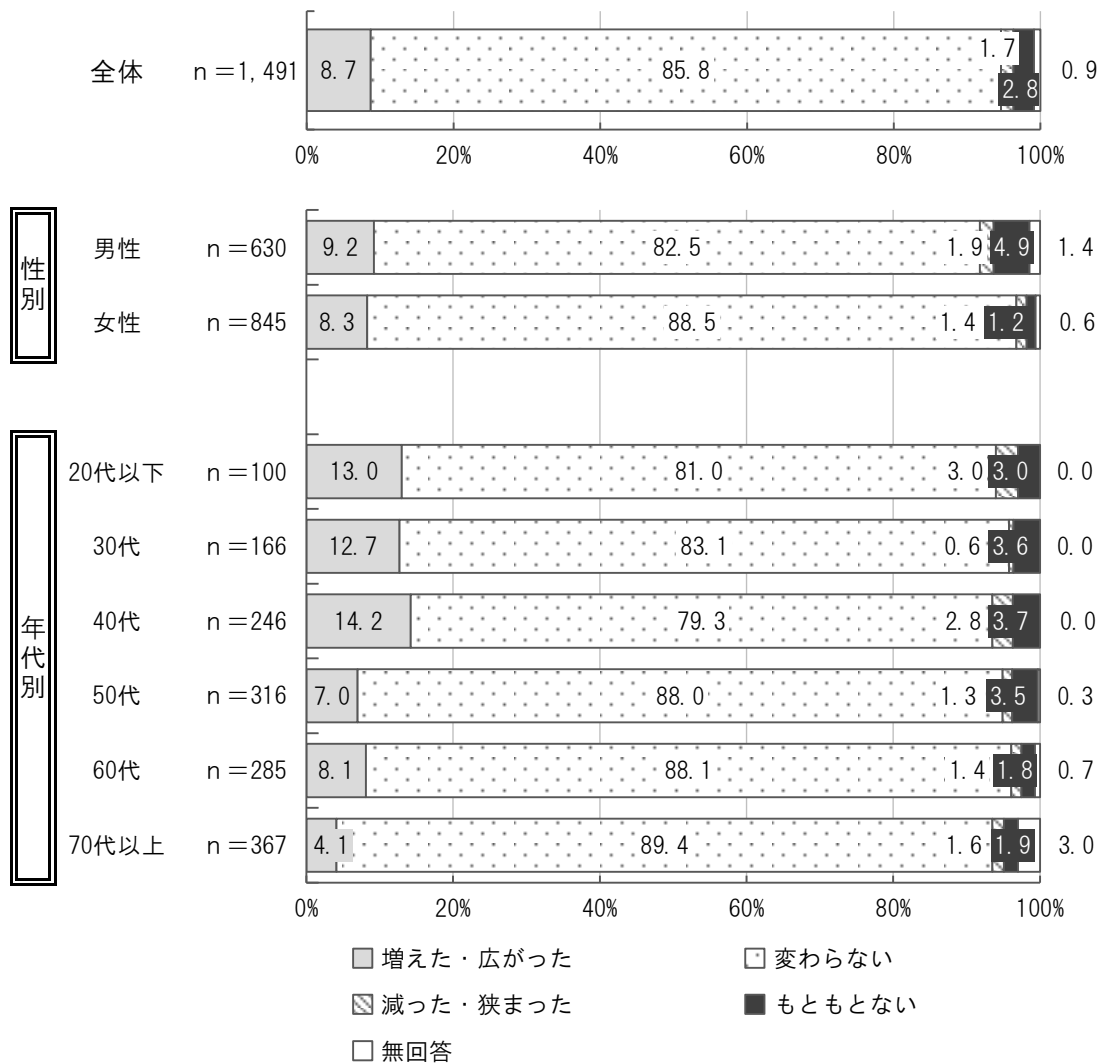 全体 n＝1,491 8.7 85.8 1.7 2.8 0.9
0% 20% 40% 60% 80% 100%
性別
男性 n＝630 9.2 82.5 1.9 4.9 1.4
女性 n＝845 8.3 88.5 1.4 1.2 0.6
年代別
20代以下 n＝100 13.0 81.0 3.0 3.0 0.0
30代 n＝166 12.7 83.1 0.6 3.6 0.0
40代 n＝246 14.2 79.3 2.8 3.7 0.0
50代 n＝316 7.0 88.0 1.3 3.5 0.3
60代 n＝285 8.1 88.1 1.4 1.8 0.7
70代以上 n＝367 4.1 89.4 1.6 1.9 3.0
0% 20% 40% 60% 80% 100%
増えた・広がった 変わらない
減った・狭まった もともとない
無回答